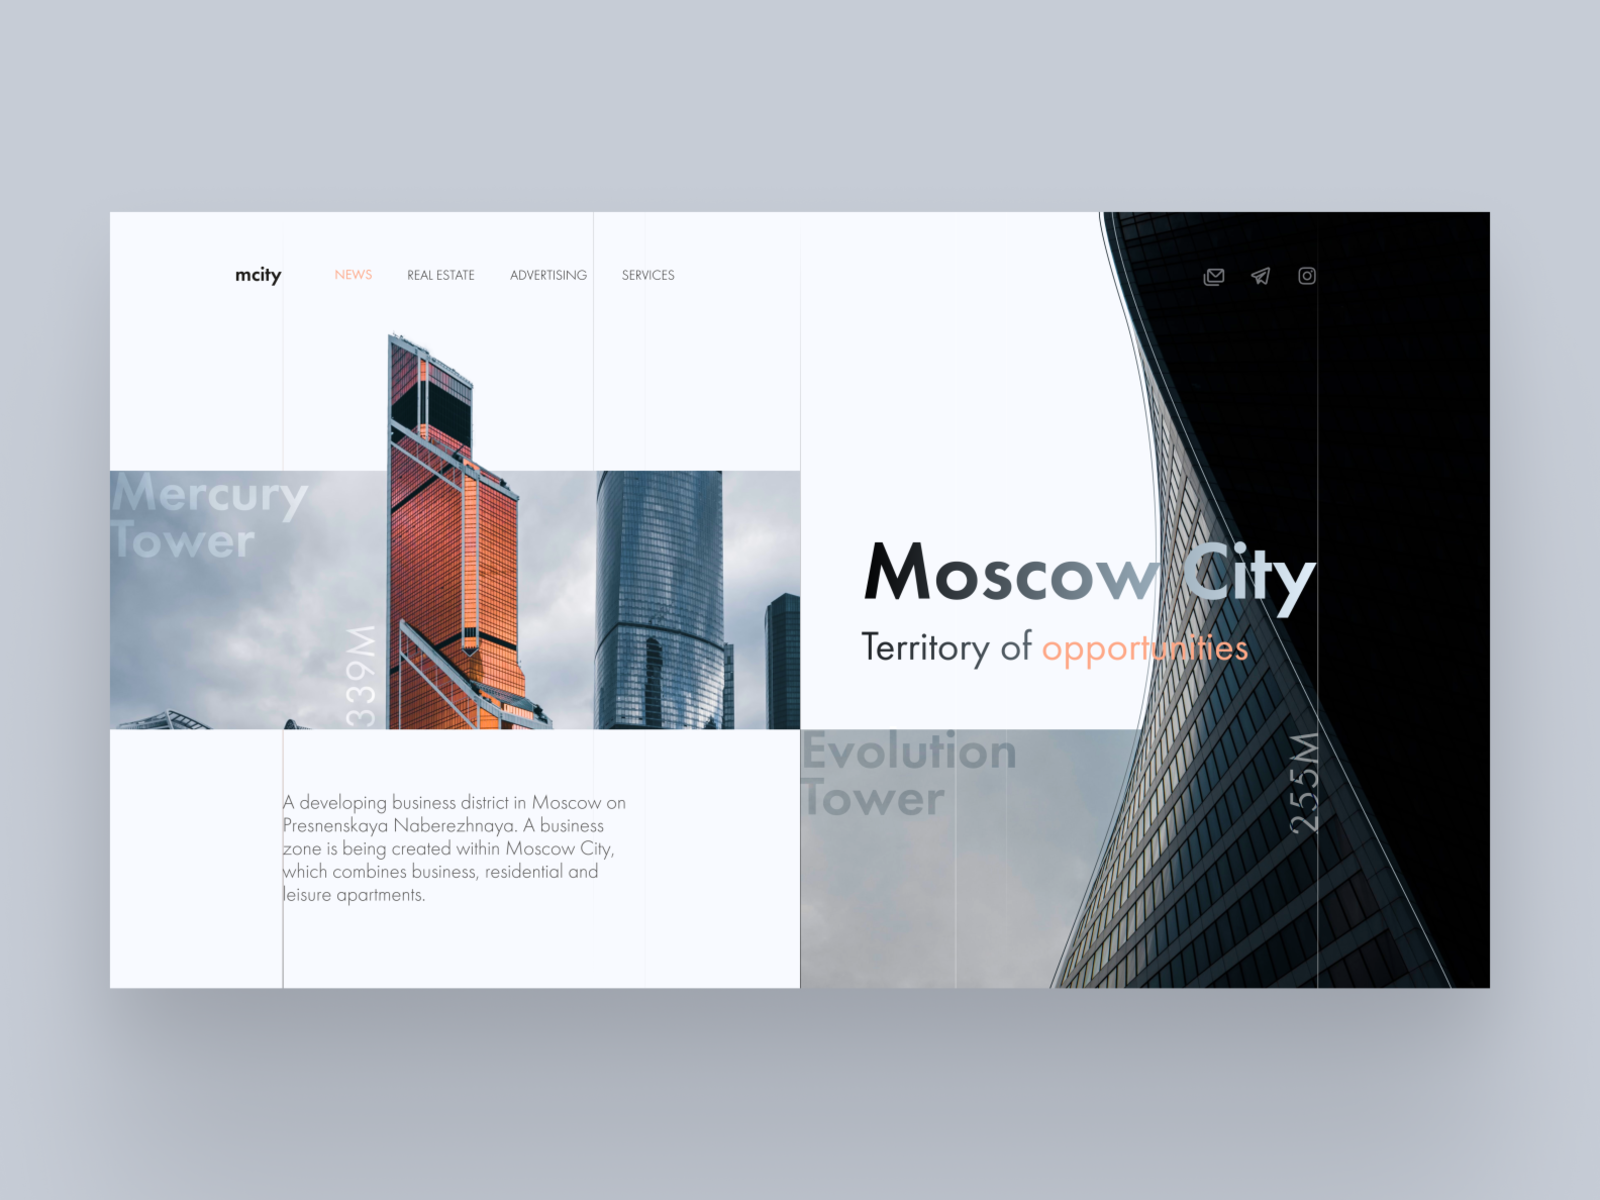 mcity
NEWS
REAL ESTATE
ADVERTISING
SERVICES
Mercury
Tower
339M
Moscow City
Territory of opportunities
Evolution
Tower
255M
A developing business district in Moscow on
Presnenskaya Naberezhnaya. A business
zone is being created within Moscow City,
which combines business, residential and
leisure apartments.